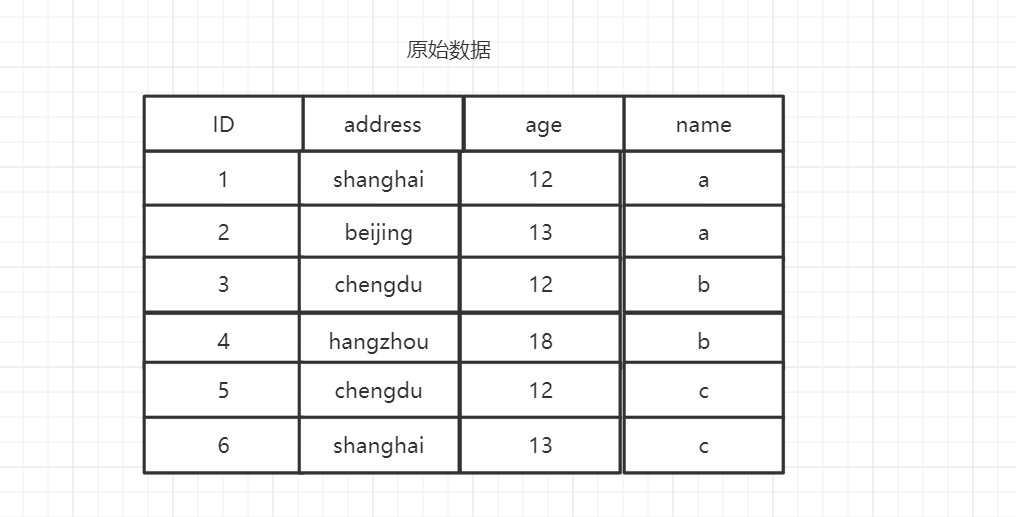 原始数据
ID address age name
1 shanghai 12 a
2 beijing 13 a
3 chengdu 12 b
4 hangzhou 18 b
5 chengdu 12 c
6 shanghai 13 c